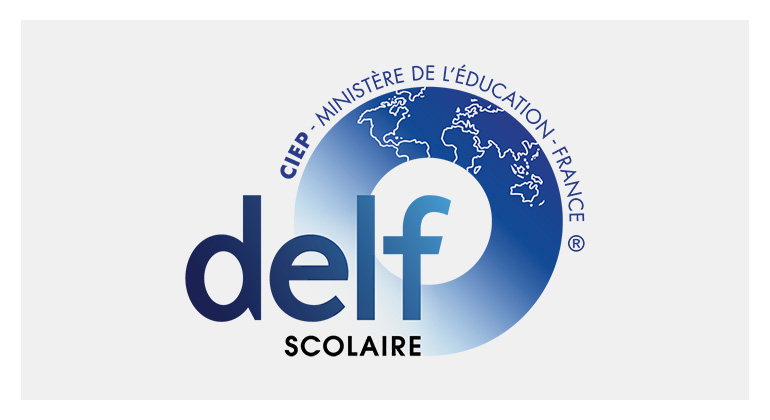 CIEP - MINISTÈRE DE L'ÉDUCATION - FRANCE ®
delf
SCOLAIRE